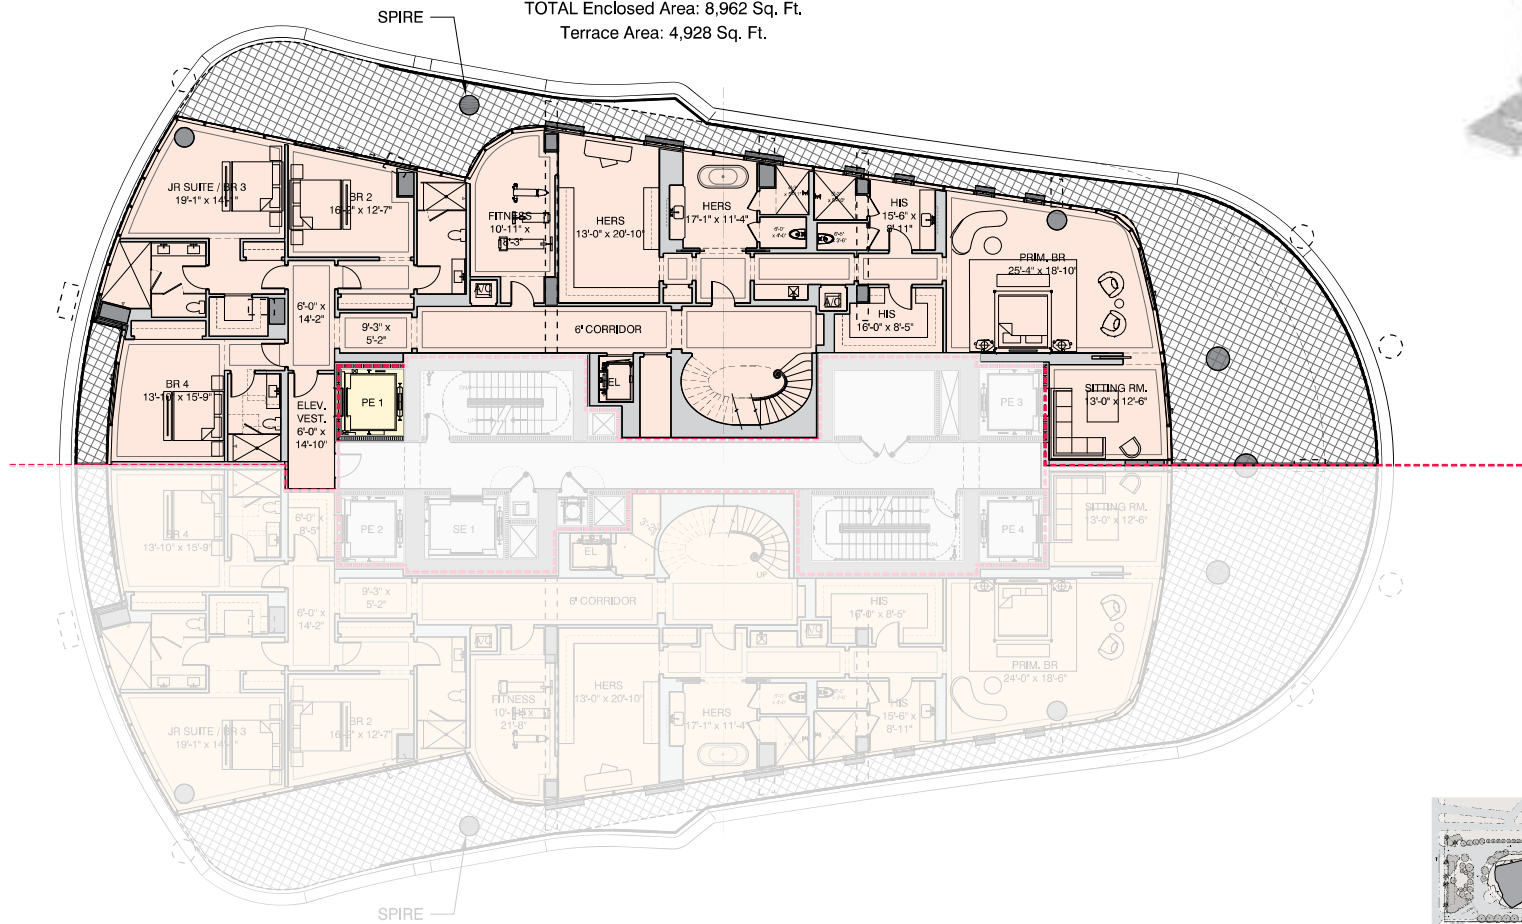 TOTAL Enclosed Area: 8,962 Sq. Ft.
Terrace Area: 4,928 Sq. Ft.
SPIRE
JR SUITE / BR 3
BR 2
FITNESS
10'-11" x
HERS
13'-0" x 20'-10"
HERS
17'-1" x 11'-4"
HIS
15'-6" x
8'-11"
PRIM. BR
25'-4" x 18'-10"
A/C
A/C
6'-0" x
14'-2"
9'-3" x
5'-2"
6' CORRIDOR
HIS
16'-0" x 8'-5"
BR 4
13'-10" x 15'-9"
ELEV.
VEST.
6'-0" x
14'-10"
PE 1
EL
PE 3
SITTING RM.
13'-0" x 12'-6"
BR 4
13'-10" x 15'-9"
6'-0" x
8'-5"
PE 2
SE 1
EL
UP
PE 4
SITTING RM.
13'-0" x 12'-6"
9'-3" x
5'-2"
6' CORRIDOR
HIS
16'-0" x 8'-5"
6'-0" x
14'-2"
A/C
A/C
PRIM. BR
24'-0" x 18'-6"
JR SUITE / BR 3
BR 2
FITNESS
21'-8"
HERS
13'-0" x 20'-10"
HERS
17'-1" x 11'-4"
HIS
15'-6" x
8'-11"
SPIRE